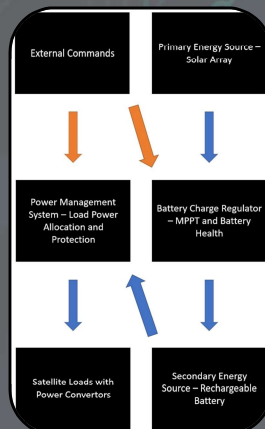 External Commands
Primary Energy Source –
Solar Array
Power Management
System – Load Power
Allocation and
Protection
Battery Charge Regulator
– MPPT and Battery
Health
Satellite Loads with
Power Convertors
Secondary Energy
Source – Rechargeable
Battery